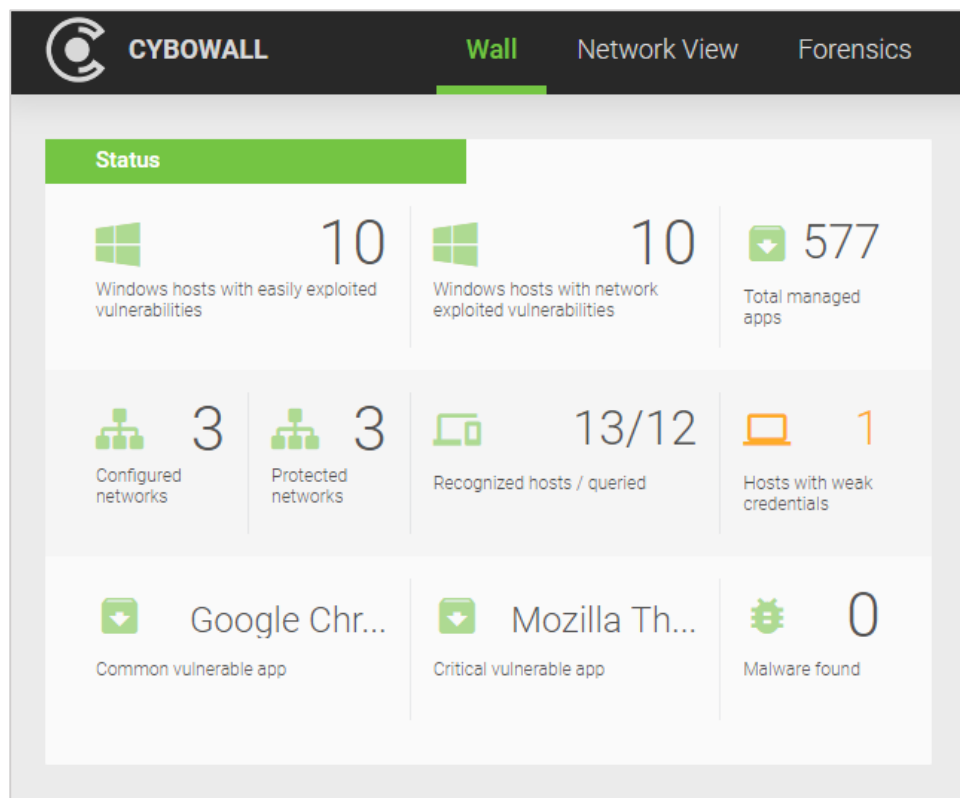 CYBOWALL
Wall
Network View
Forensics
Status
10
Windows hosts with easily exploited
vulnerabilities
10
Windows hosts with network
exploited vulnerabilities
577
Total managed
apps
3
Configured
networks
3
Protected
networks
13/12
Recognized hosts / queried
1
Hosts with weak
credentials
Google Chr...
Common vulnerable app
Mozilla Th...
Critical vulnerable app
0
Malware found